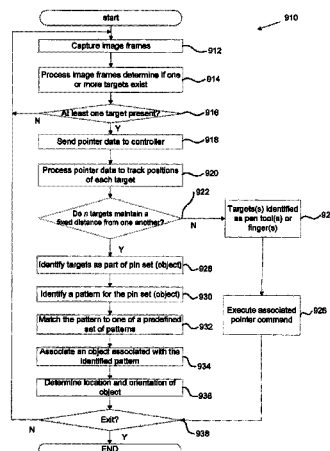 start
910
Capture image frames
912
Process image frames determine if one
or more targets exist
914
At least one target present?
916
N
Y
Send pointer data to controller
918
Process pointer data to track positions
of each target
920
922
Do n targets maintain a
fixed distance from one another?
N
Targets(s) identified
as pen tool(s) or
finger(s)
92
Y
Identify targets as part of pin set (object)
928
Identify a pattern for the pin set (object)
930
Execute associated
pointer command
926
Match the pattern to one of a predefined
set of patterns
932
Associate an object associated with the
identified pattern
934
Determine location and orientation of
object
936
N
Exit?
938
Y
END